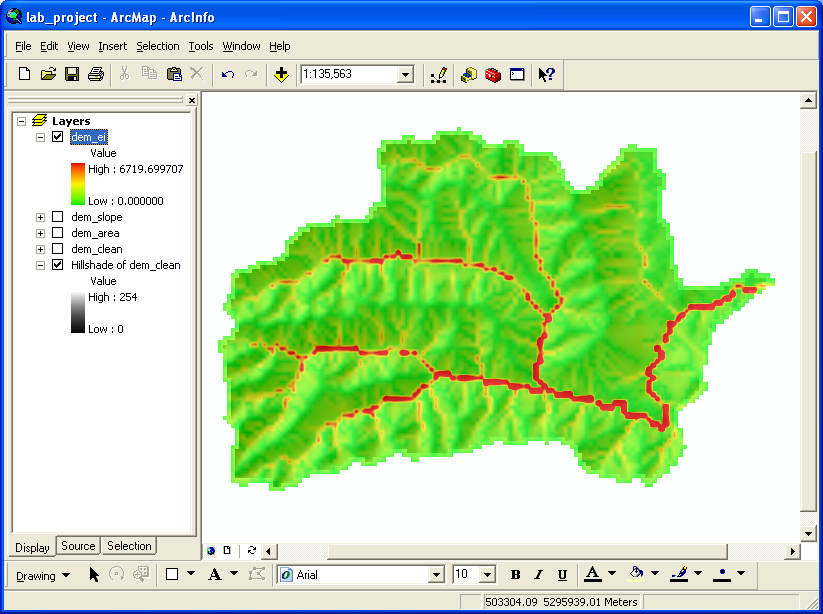 lab_project - ArcMap - ArcInfo
File Edit View Insert Selection Tools Window Help
1:135,563
Layers
dem_ei
Value
High : 6719.699707
Low : 0.000000
dem_slope
dem_area
dem_clean
Hillshade of dem_clean
Value
High : 254
Low : 0
Display Source Selection
Drawing A Arial 10 B I U A
503304.09 5295939.01 Meters